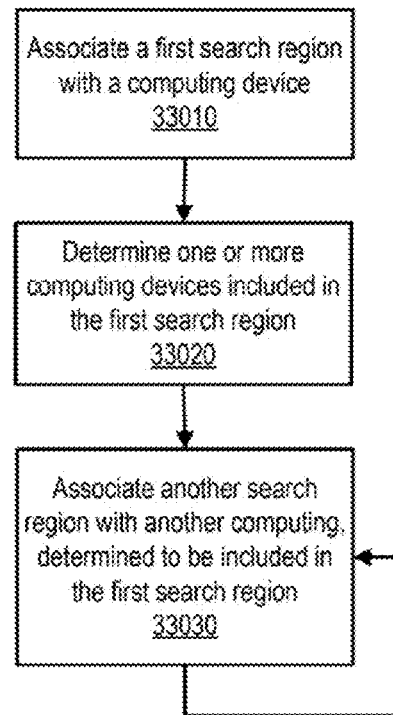 Associate a first search region
with a computing device
33010
Determine one or more
computing devices included in
the first search region
33020
Associate another search
region with another computing,
determined to be included in
the first search region
33030